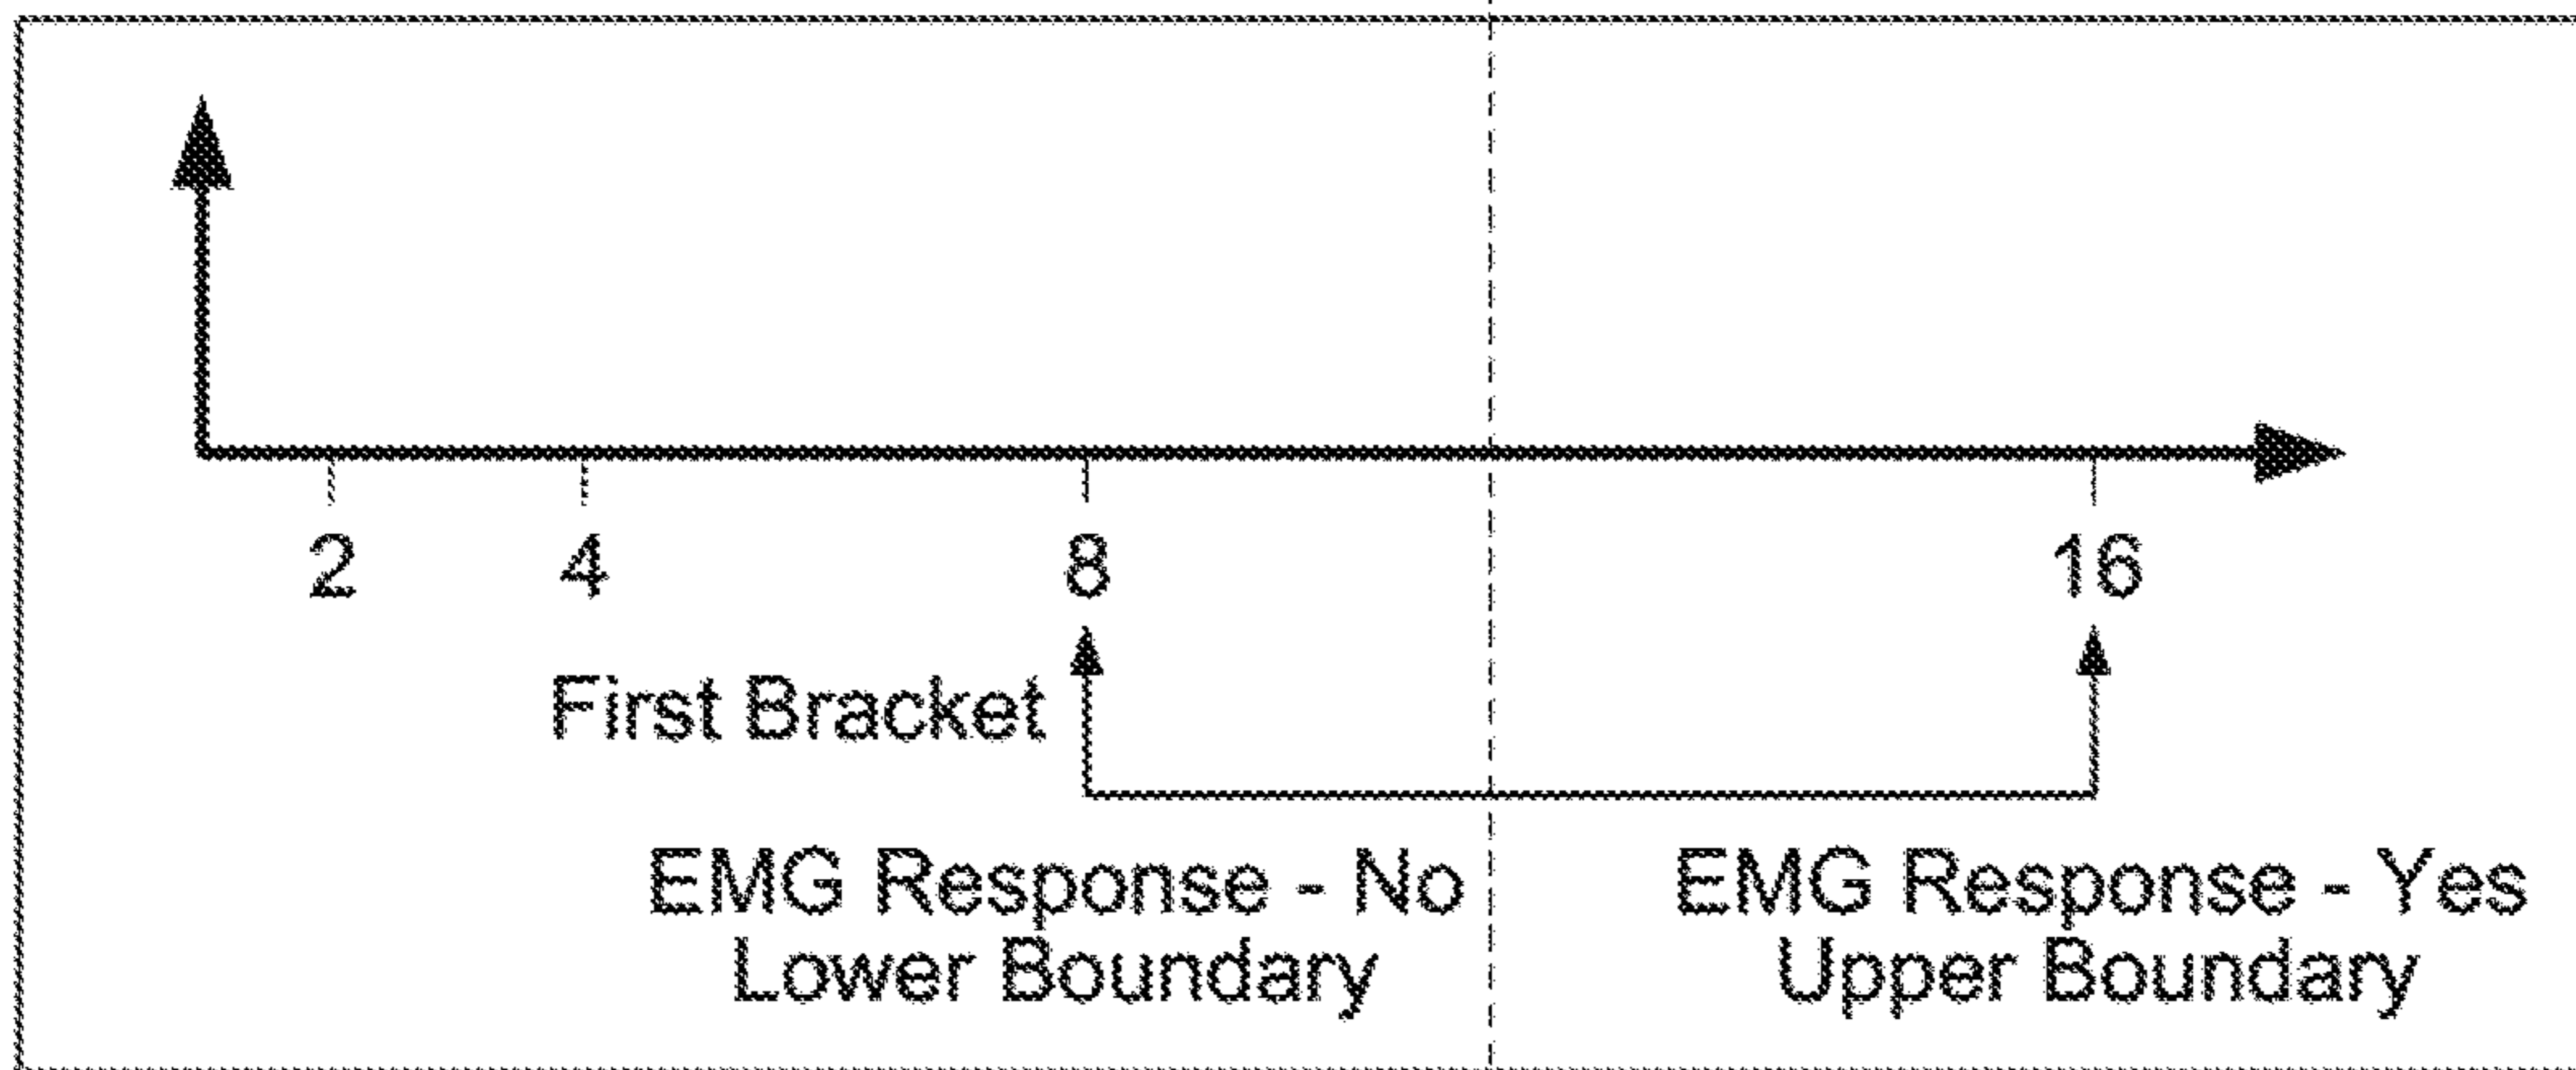 2 4 8 16
First Bracket
EMG Response - No EMG Response - Yes
Lower Boundary Upper Boundary